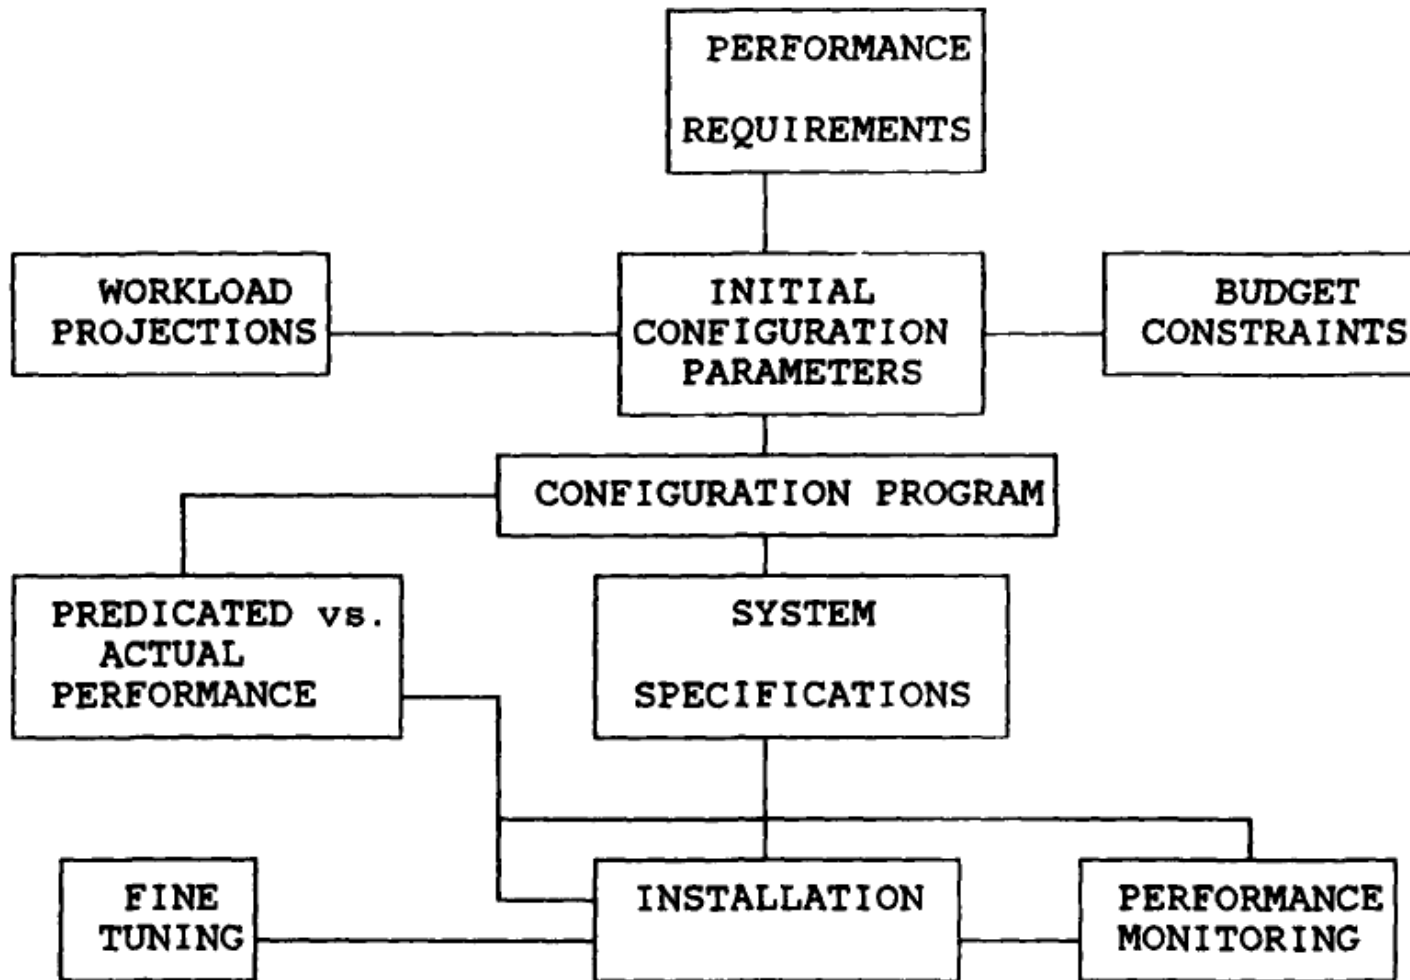 PERFORMANCE
REQUIREMENTS
WORKLOAD
PROJECTIONS
INITIAL
CONFIGURATION
PARAMETERS
BUDGET
CONSTRAINTS
CONFIGURATION PROGRAM
PREDICATED vs.
ACTUAL
PERFORMANCE
SYSTEM
SPECIFICATIONS
FINE
TUNING
INSTALLATION
PERFORMANCE
MONITORING